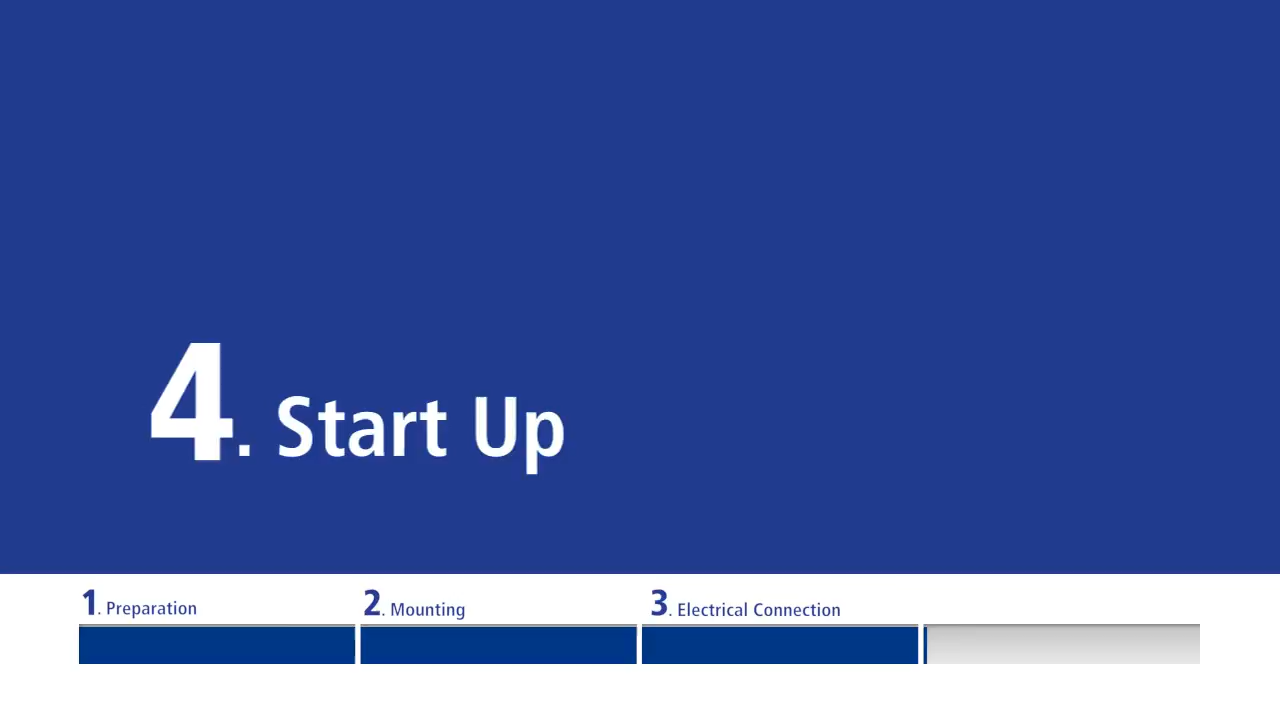 4. Start Up
1. Preparation
2. Mounting
3. Electrical Connection